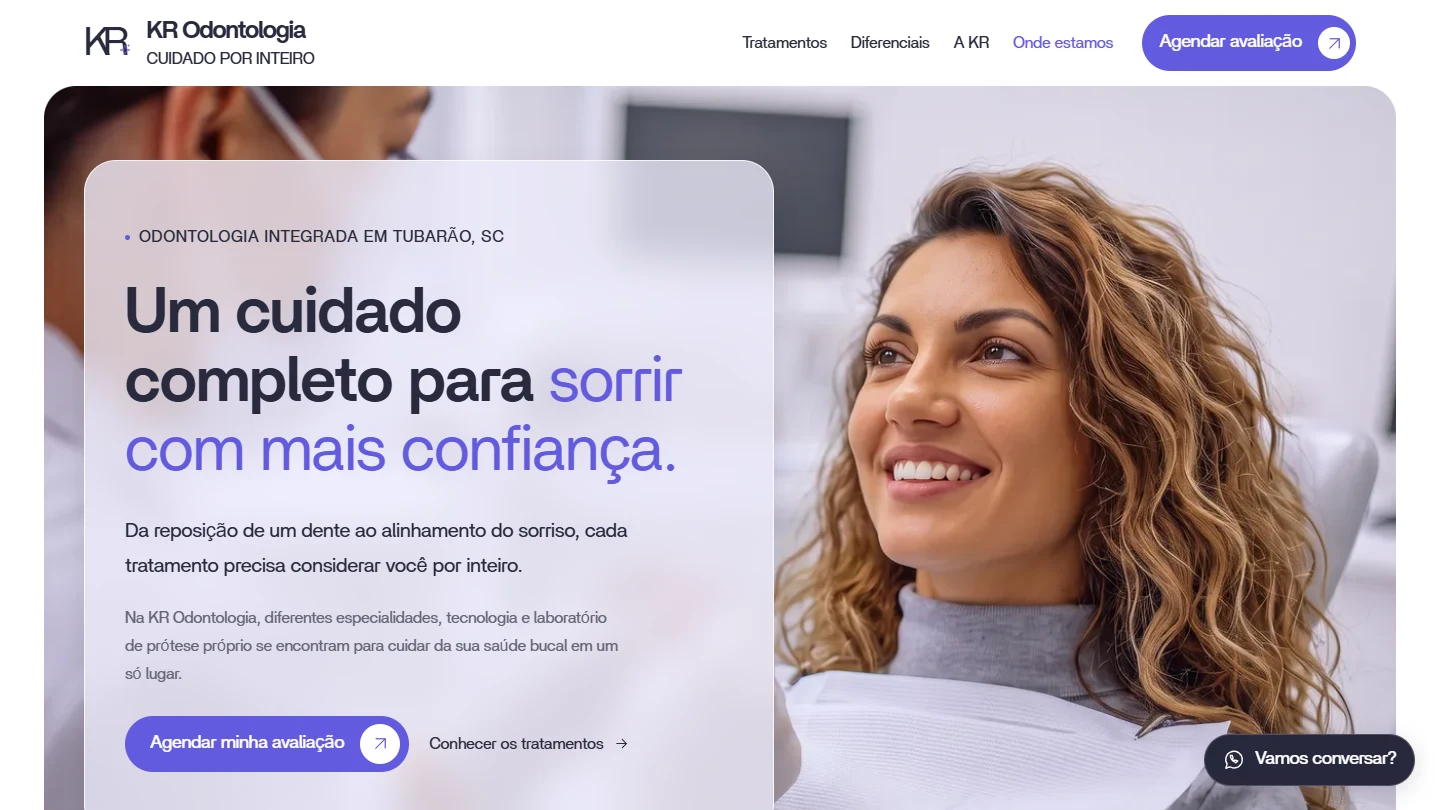 KR
KR Odontologia
CUIDADO POR INTEIRO
Tratamentos
Diferenciais
A KR
Onde estamos
Agendar avaliação
ODONTOLOGIA INTEGRADA EM TUBARÃO, SC
Um cuidado
completo para sorrir
com mais confiança.
Da reposição de um dente ao alinhamento do sorriso, cada
tratamento precisa considerar você por inteiro.
Na KR Odontologia, diferentes especialidades, tecnologia e laboratório
de prótese próprio se encontram para cuidar da sua saúde bucal em um
só lugar.
Agendar minha avaliação
Conhecer os tratamentos
Vamos conversar?